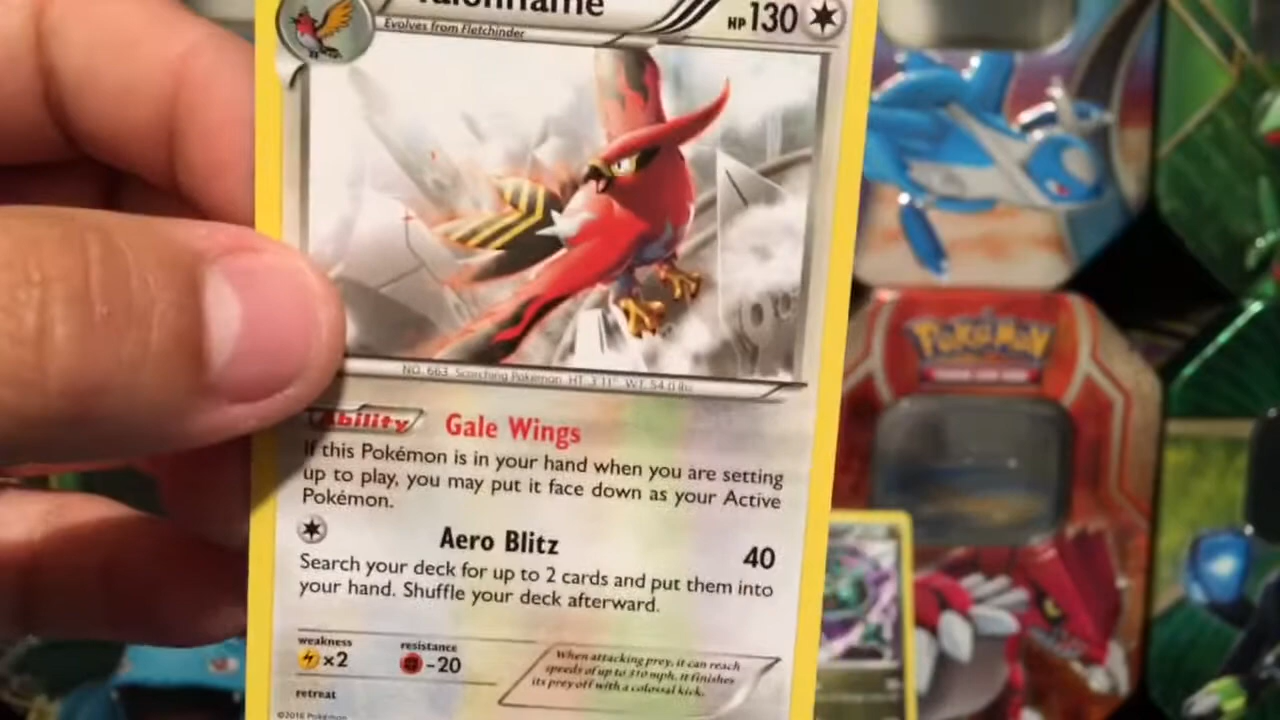 Talonflame
HP 130
Evolves from Fletchinder
NO. 663 Scorching Pokémon HT. 3'11" WT. 54.0 lbs
Ability Gale Wings
If this Pokémon is in your hand when you are setting
up to play, you may put it face down as your Active
Pokémon.
Aero Blitz 40
Search your deck for up to 2 cards and put them into
your hand. Shuffle your deck afterward.
weakness
×2
resistance
-20
When attacking prey, it can reach
speeds of up to 310 mph. It finishes
its prey off with a colossal kick.
retreat
©2016 Pokémon
POKéMON